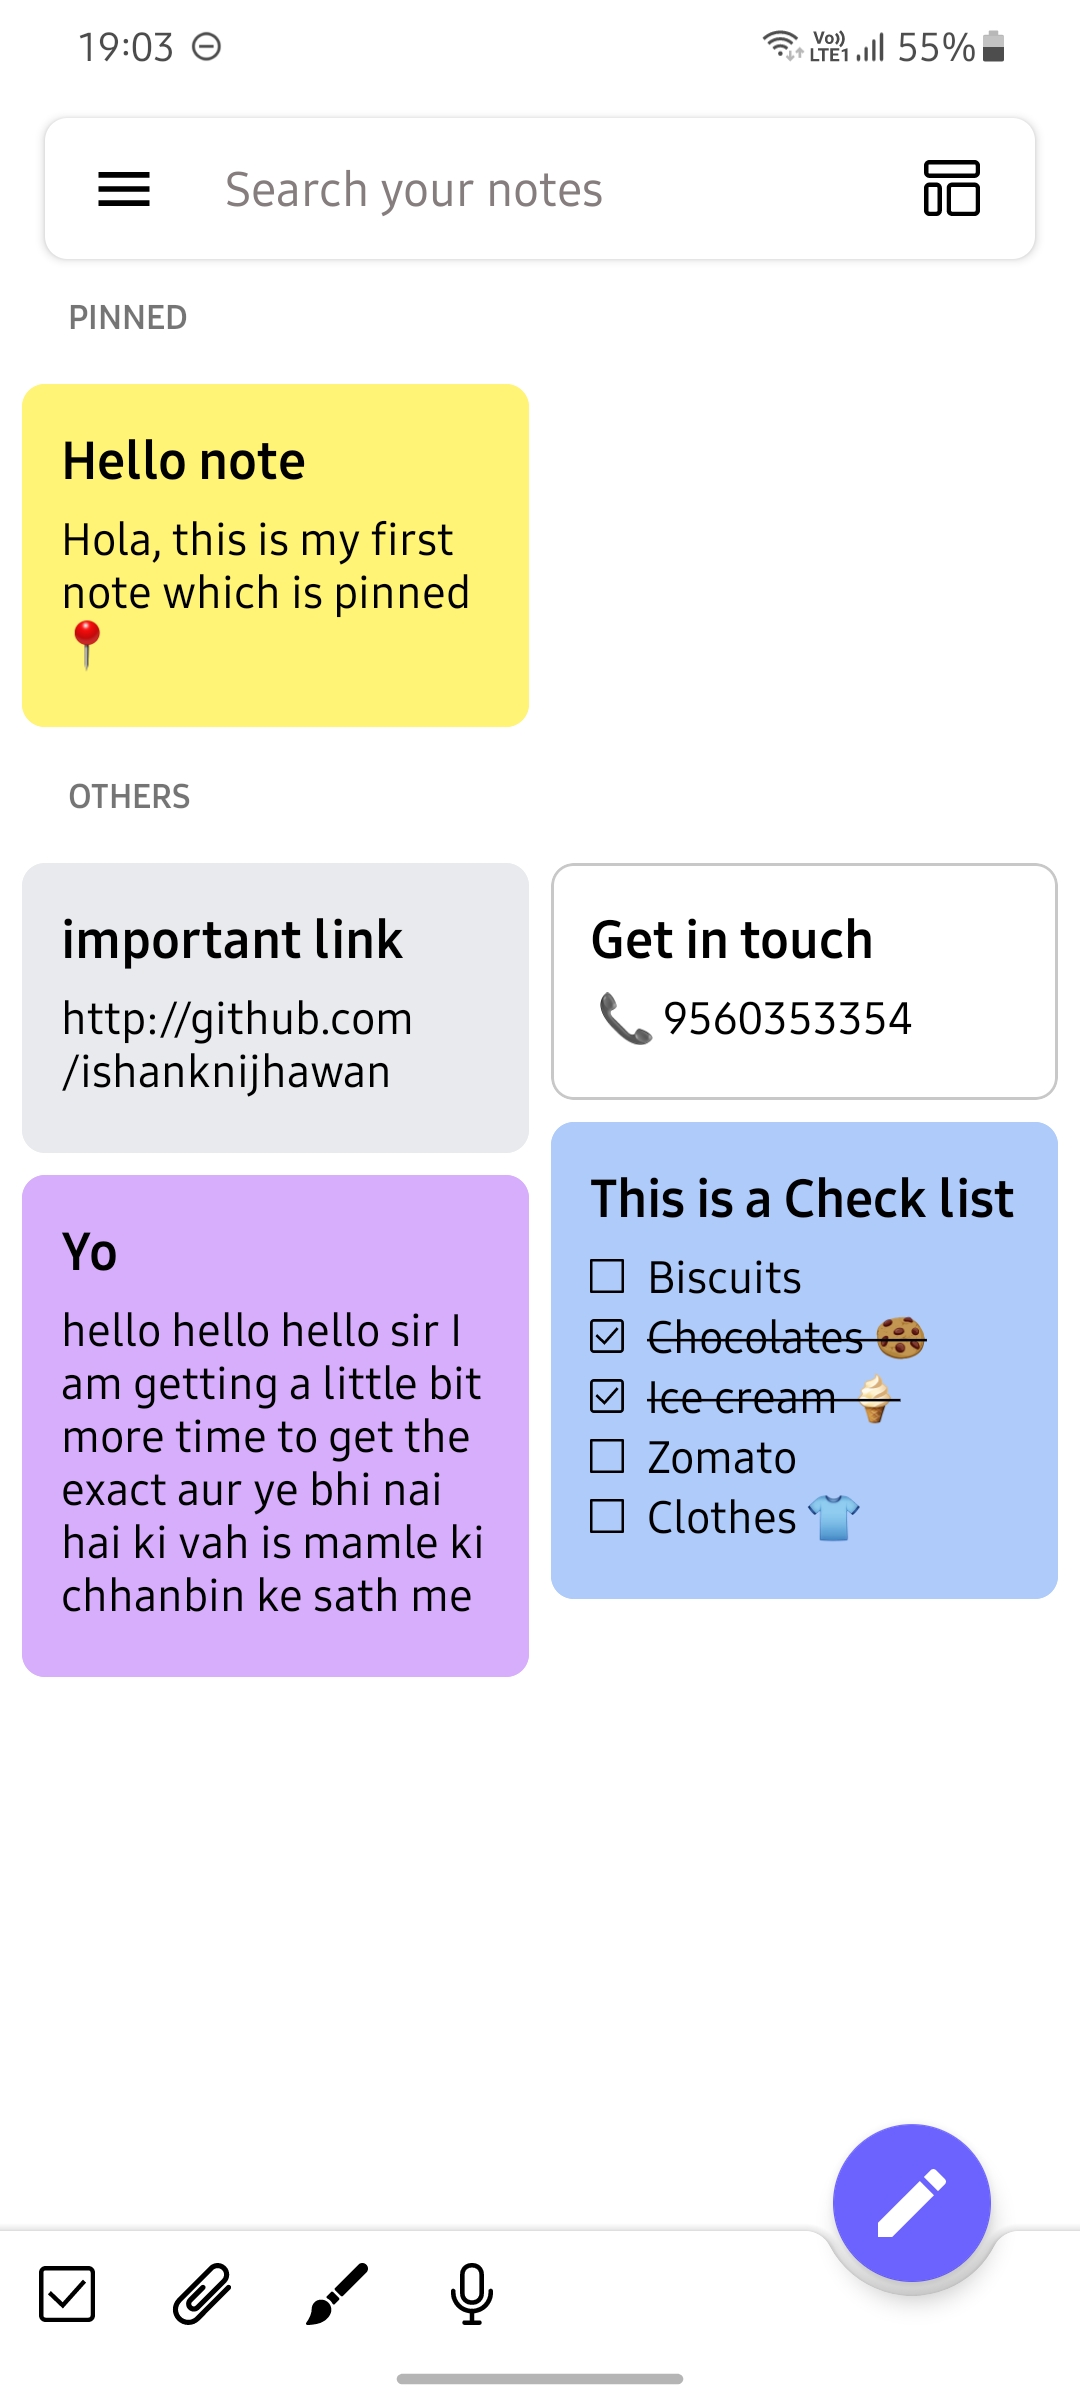 19:03
Vo)) LTE1 55%
Search your notes
PINNED
Hello note
Hola, this is my first
note which is pinned
📍
OTHERS
important link
http://github.com
/ishanknijhawan
Get in touch
📞 9560353354
Yo
hello hello hello sir I
am getting a little bit
more time to get the
exact aur ye bhi nai
hai ki vah is mamle ki
chhanbin ke sath me
This is a Check list
Biscuits
Chocolates 🍪
Ice cream 🍦
Zomato
Clothes 👕